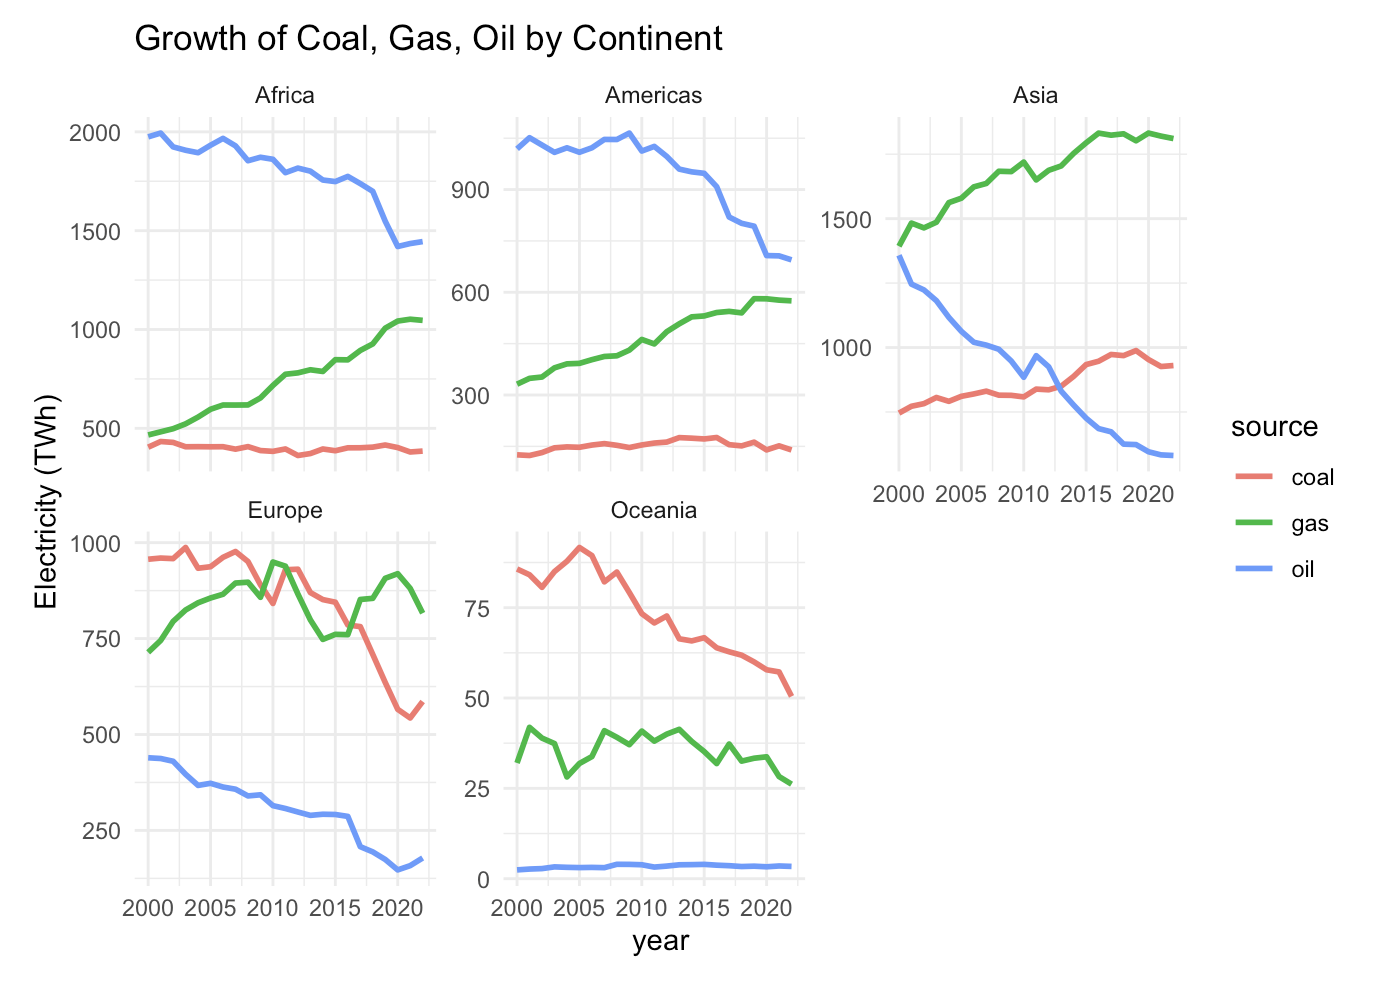 Growth of Coal, Gas, Oil by Continent
Africa
Americas
Asia
2000
1500
1000
500
900
600
300
1500
1000
2000 2005 2010 2015 2020
Electricity (TWh)
Europe
Oceania
1000
750
500
250
75
50
25
0
2000 2005 2010 2015 2020
2000 2005 2010 2015 2020
year
source
coal
gas
oil